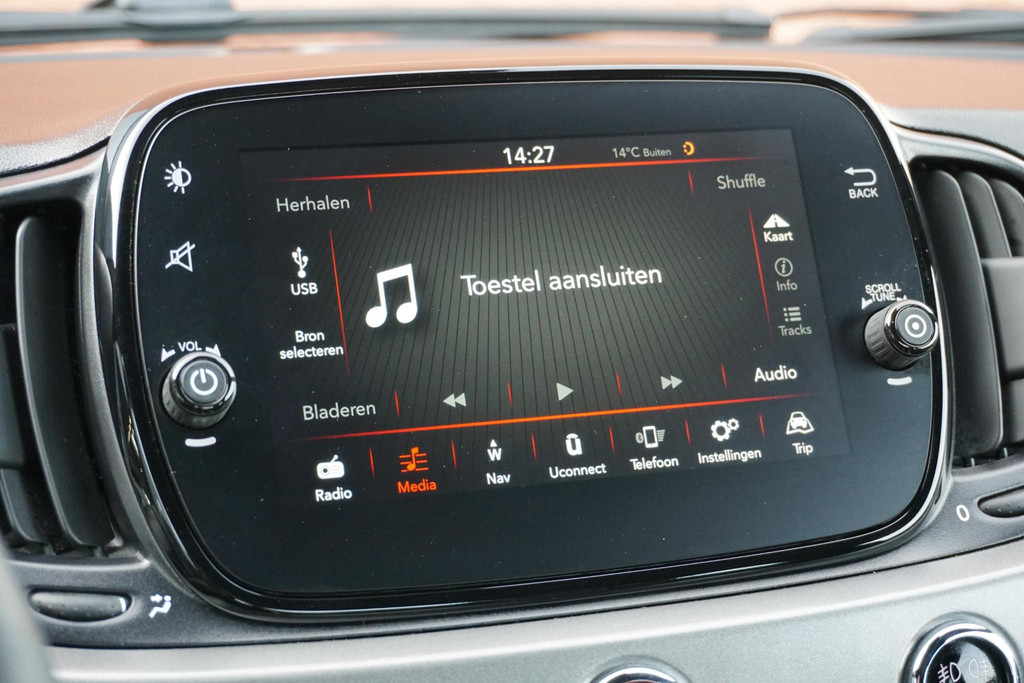 14:27
14°C Buiten
Herhalen
Shuffle
BACK
USB
Toestel aansluiten
Kaart
Info
Tracks
Bron
selecteren
VOL
SCROLL
TUNE
Bladeren
Audio
Radio
Media
W
Nav
Uconnect
Telefoon
Instellingen
Trip
0